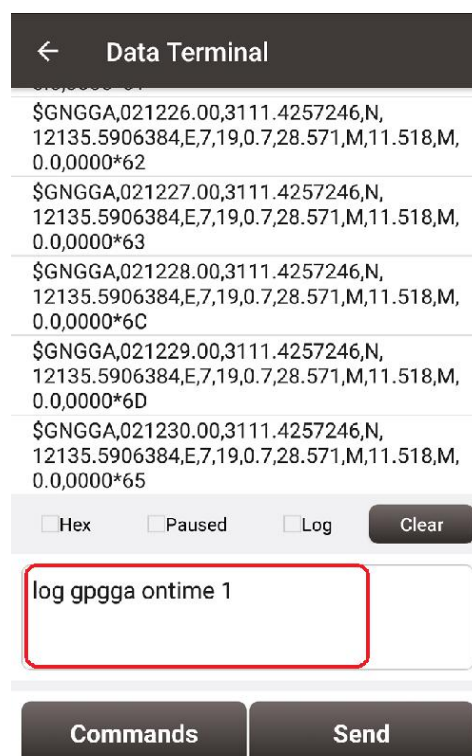 Data Terminal
$GNGGA,021226.00,3111.4257246,N,
12135.5906384,E,7,19,0.7,28.571,M,11.518,M,
0.0,0000*62
$GNGGA,021227.00,3111.4257246,N,
12135.5906384,E,7,19,0.7,28.571,M,11.518,M,
0.0,0000*63
$GNGGA,021228.00,3111.4257246,N,
12135.5906384,E,7,19,0.7,28.571,M,11.518,M,
0.0,0000*6C
$GNGGA,021229.00,3111.4257246,N,
12135.5906384,E,7,19,0.7,28.571,M,11.518,M,
0.0,0000*6D
$GNGGA,021230.00,3111.4257246,N,
12135.5906384,E,7,19,0.7,28.571,M,11.518,M,
0.0,0000*65
Hex Paused Log Clear
log gpgga ontime 1
Commands Send